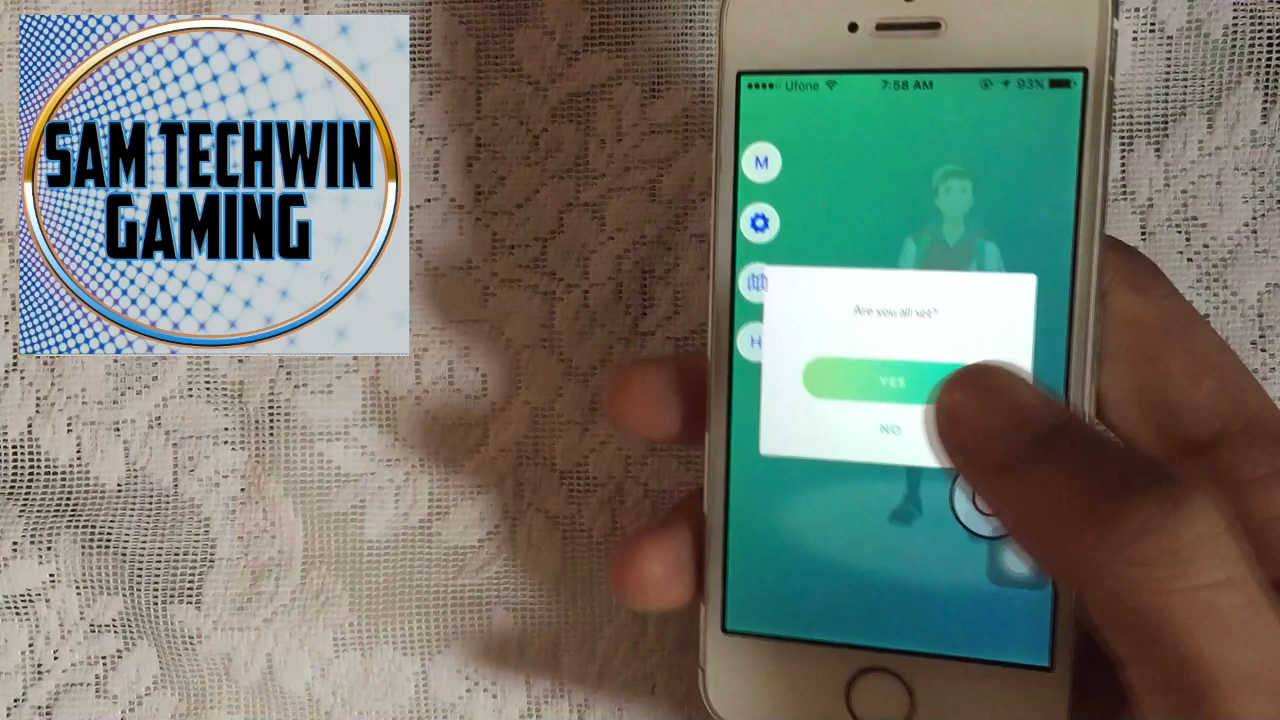 SAM TECHWIN
GAMING
Ufone
7:58 AM
93%
M
H
Are you all set?
YES
NO